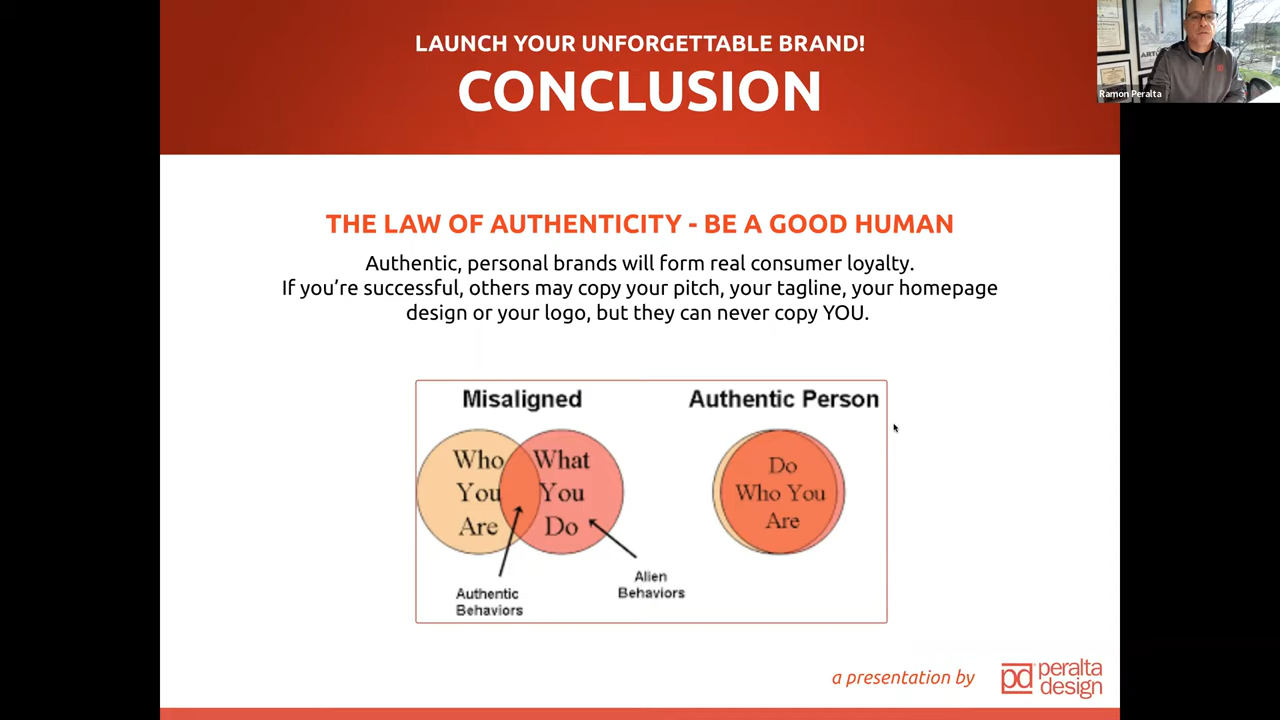 LAUNCH YOUR UNFORGETTABLE BRAND!
CONCLUSION
Ramon Peralta
THE LAW OF AUTHENTICITY - BE A GOOD HUMAN
Authentic, personal brands will form real consumer loyalty.
If you're successful, others may copy your pitch, your tagline, your homepage
design or your logo, but they can never copy YOU.
Misaligned
Who
You
Are
What
You
Do
Authentic
Behaviors
Alien
Behaviors
Authentic Person
Do
Who You
Are
a presentation by
pd peralta
design